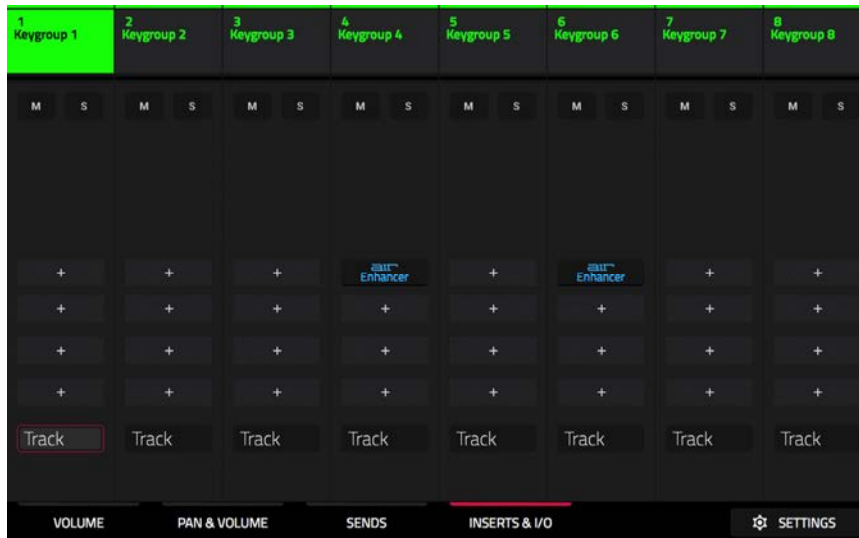 1 2 3 4 5 6 7 8
Keygroup 1 Keygroup 2 Keygroup 3 Keygroup 4 Keygroup 5 Keygroup 6 Keygroup 7 Keygroup 8
M S M S M S M S M S M S M S M S
+ + + air + air + +
Enhancer Enhancer
+ + + + + + + +
+ + + + + + + +
+ + + + + + + +
Track Track Track Track Track Track Track Track
VOLUME PAN & VOLUME SENDS INSERTS & I/O SETTINGS